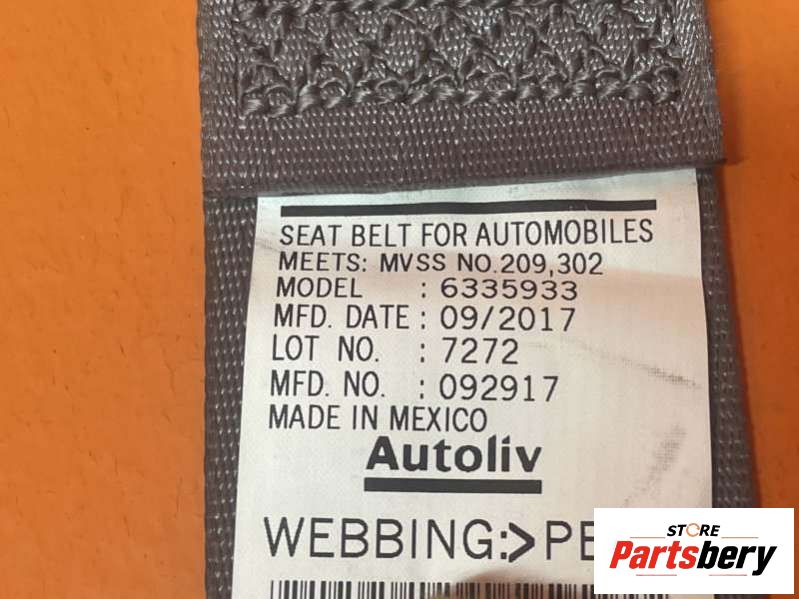 SEAT BELT FOR AUTOMOBILES
MEETS: MVSS NO.209,302
MODEL : 6335933
MFD. DATE : 09/2017
LOT NO. : 7272
MFD. NO. : 092917
MADE IN MEXICO
Autoliv
WEBBING:>PE
STORE
Partsbery